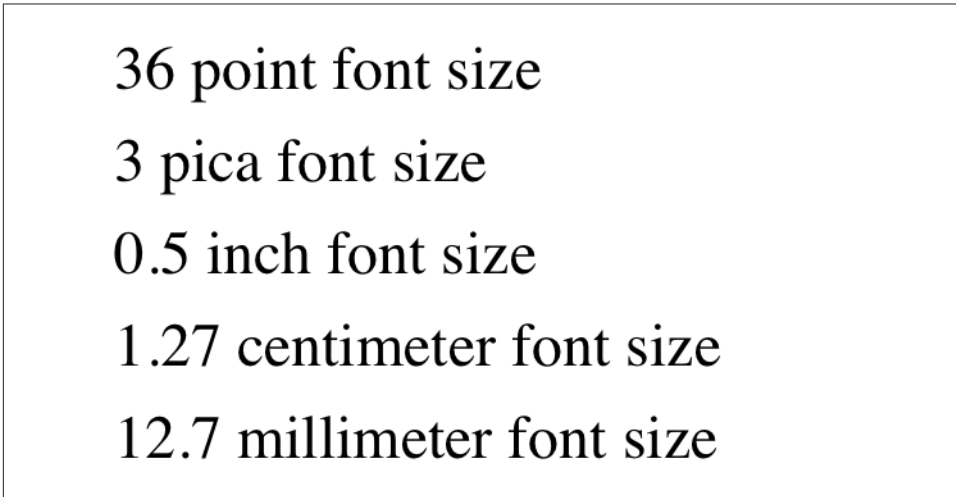 36 point font size
3 pica font size
0.5 inch font size
1.27 centimeter font size
12.7 millimeter font size